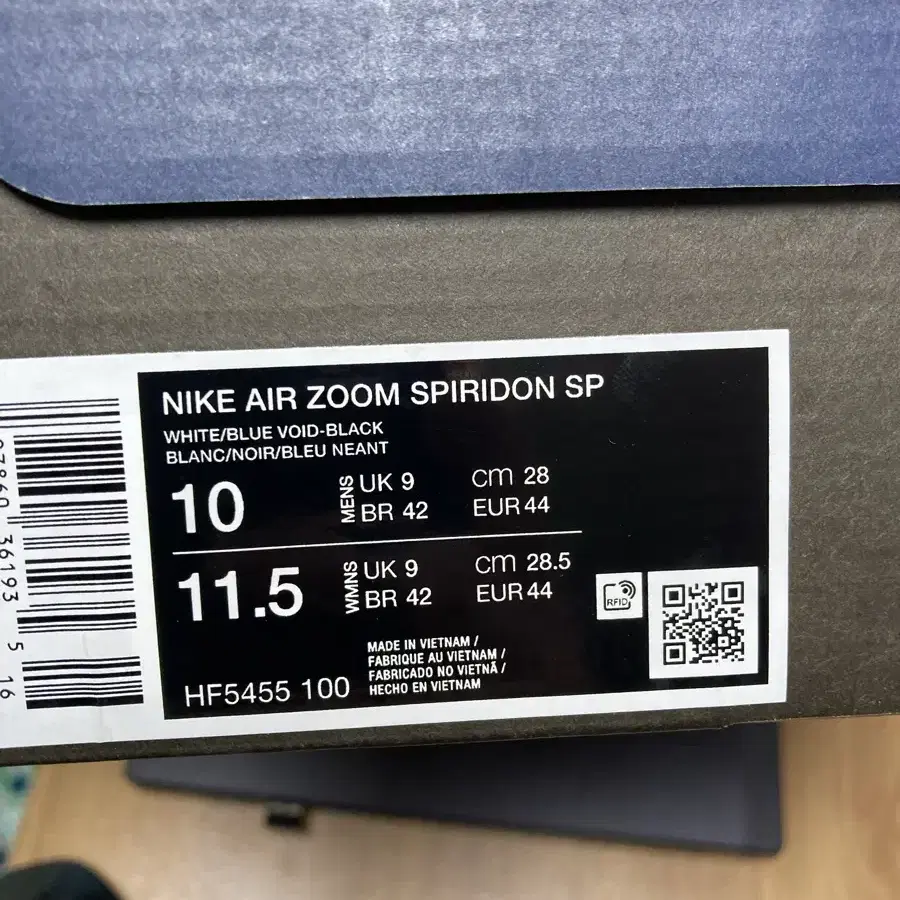 NIKE AIR ZOOM SPIRIDON SP
WHITE/BLUE VOID-BLACK
BLANC/NOIR/BLEU NEANT
10 MENS UK 9 cm 28
BR 42 EUR 44
11.5 WMNS UK 9 cm 28.5
BR 42 EUR 44
RFID
MADE IN VIETNAM /
FABRIQUE AU VIETNAM /
FABRICADO NO VIETNÃ /
HECHO EN VIETNAM
HF5455 100
36193 5 16